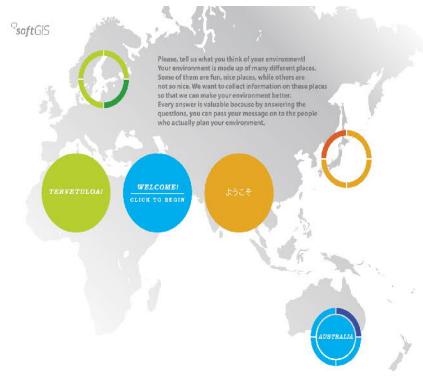 softGIS
Please, tell us what you think of your environment!
Your environment is made up of many different places.
Some of them are fun, nice places, while others are
not so nice. We want to collect information on these places
so that we can make your environment better.
Every answer is valuable because by answering the
questions, you can pass your message on to the people
who actually plan your environment.
TERVETULOA!
WELCOME!
CLICK TO BEGIN
ようこそ
AUSTRALIA